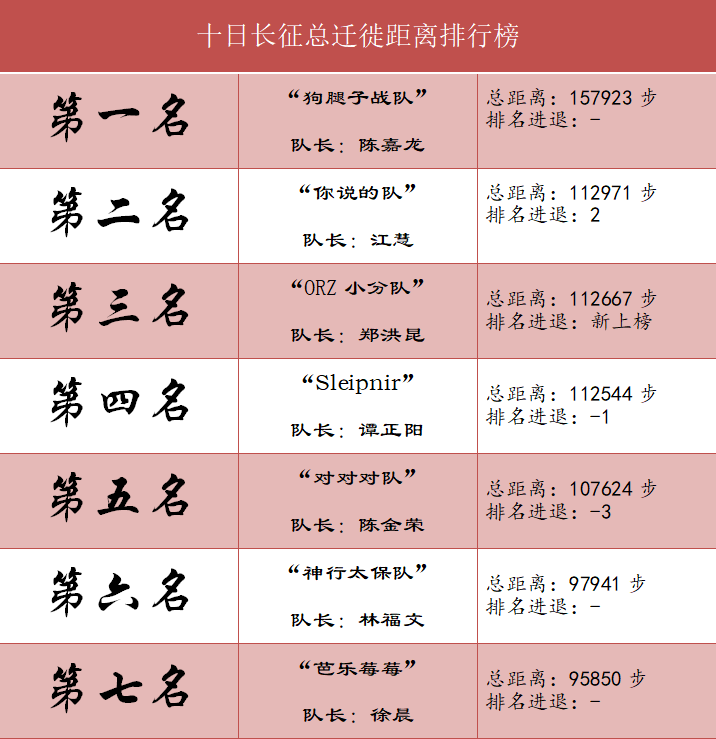 十日长征总迁徙距离排行榜
第一名
“狗腿子战队”
队长：陈嘉龙
总距离：157923 步
排名进退：-
第二名
“你说的队”
队长：江慧
总距离：112971 步
排名进退：2
第三名
“ORZ 小分队”
队长：郑洪昆
总距离：112667 步
排名进退：新上榜
第四名
“Sleipnir”
队长：谭正阳
总距离：112544 步
排名进退：-1
第五名
“对对对队”
队长：陈金荣
总距离：107624 步
排名进退：-3
第六名
“神行太保队”
队长：林福文
总距离：97941 步
排名进退：-
第七名
“芭乐莓莓”
队长：徐晨
总距离：95850 步
排名进退：-